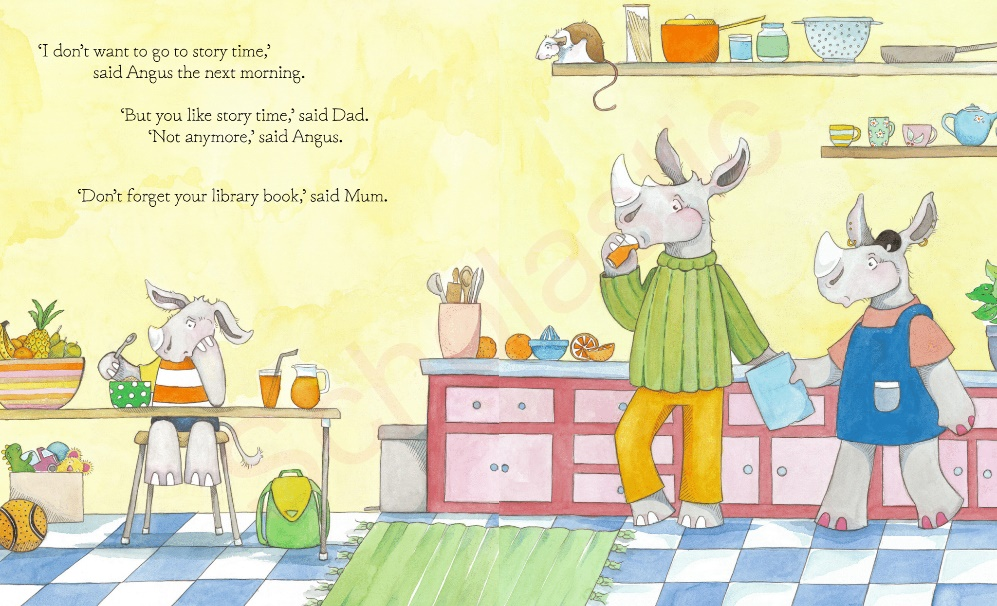 ‘I don’t want to go to story time,’
said Angus the next morning.
‘But you like story time,’ said Dad.
‘Not anymore,’ said Angus.
‘Don’t forget your library book,’ said Mum.
Scholastic